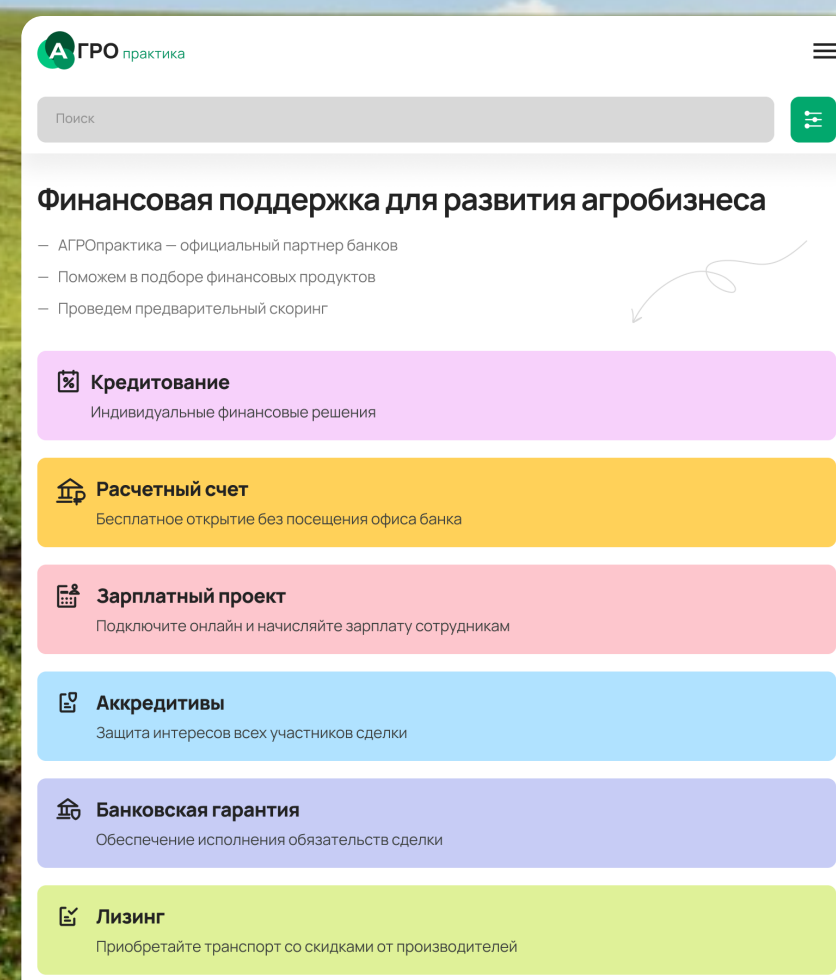 АГРО практика
Поиск
Финансовая поддержка для развития агробизнеса
— АГРОпрактика — официальный партнер банков
— Поможем в подборе финансовых продуктов
— Проведем предварительный скоринг
Кредитование
Индивидуальные финансовые решения
Расчетный счет
Бесплатное открытие без посещения офиса банка
Зарплатный проект
Подключите онлайн и начисляйте зарплату сотрудникам
Аккредитивы
Защита интересов всех участников сделки
Банковская гарантия
Обеспечение исполнения обязательств сделки
Лизинг
Приобретайте транспорт со скидками от производителей